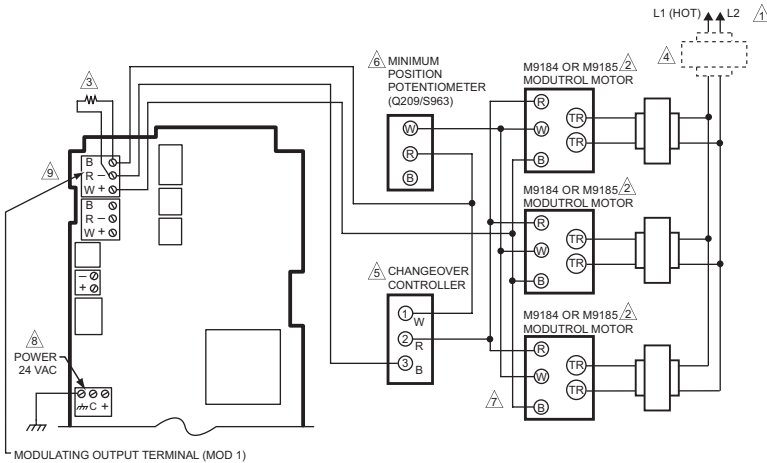 L1 (HOT) L2 1
3
6 MINIMUM
POSITION
POTENTIOMETER
(Q209/S963)
W
R
B
4
M9184 OR M9185 2
MODUTROL MOTOR
R
W
B
TR
TR
9
B
R –
W +
B
R –
W +
– 
+
M9184 OR M9185 2
MODUTROL MOTOR
R
W
B
TR
TR
5 CHANGEOVER
CONTROLLER
1 W
2 R
3 B
M9184 OR M9185 2
MODUTROL MOTOR
R
W
B
TR
TR
7
8
POWER
24 VAC
C +
MODULATING OUTPUT TERMINAL (MOD 1)